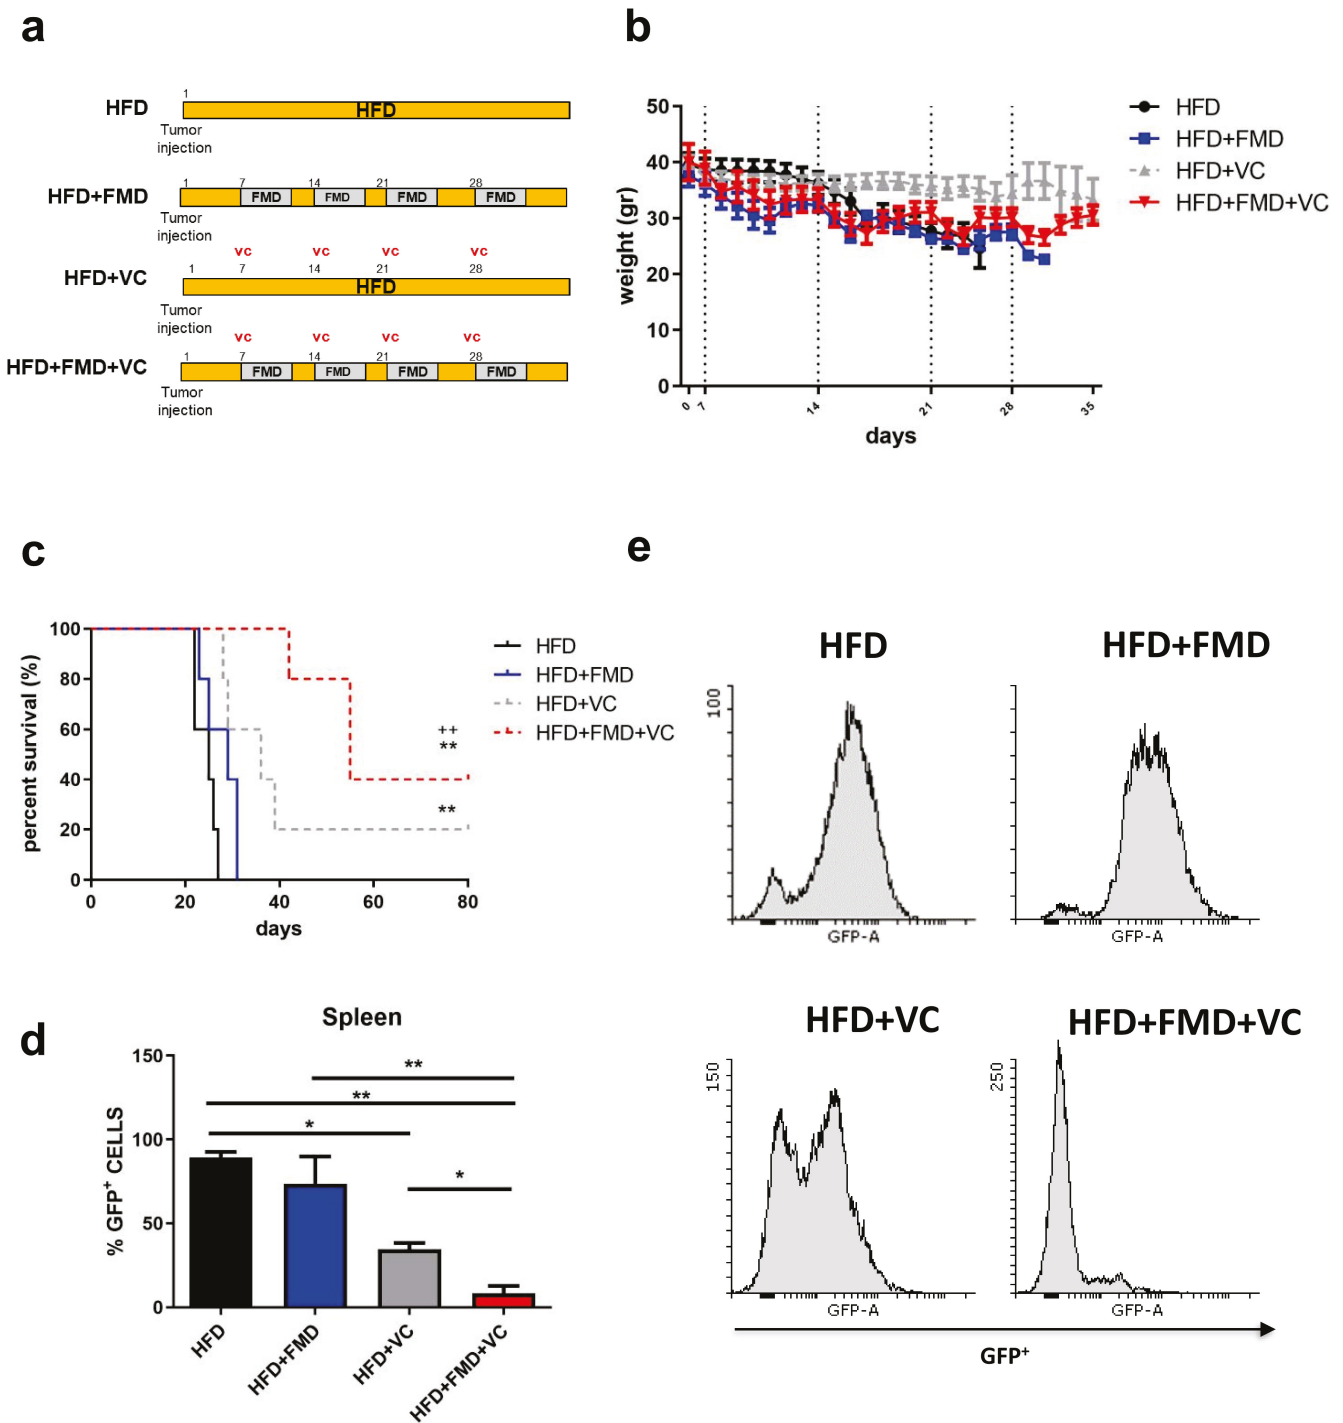 a
HFD
1
HFD
Tumor
injection
HFD+FMD
1 7 14 21 28
FMD FMD FMD FMD
Tumor
injection
vc vc vc vc
HFD+VC
1 7 14 21 28
HFD
Tumor
injection
vc vc vc vc
HFD+FMD+VC
1 7 14 21 28
FMD FMD FMD FMD
Tumor
injection
b
weight (gr)
50
40
30
20
10
0
0 7 14 21 28 35
days
HFD
HFD+FMD
HFD+VC
HFD+FMD+VC
c
percent survival (%)
100
80
60
40
20
0
0 20 40 60 80
days
HFD
HFD+FMD
HFD+VC
HFD+FMD+VC
++
**
**
d
Spleen
% GFP+ CELLS
150
100
50
0
**
**
*
*
HFD
HFD+FMD
HFD+VC
HFD+FMD+VC
e
HFD
100
GFP-A
HFD+FMD
GFP-A
HFD+VC
150
GFP-A
HFD+FMD+VC
250
GFP-A
GFP+